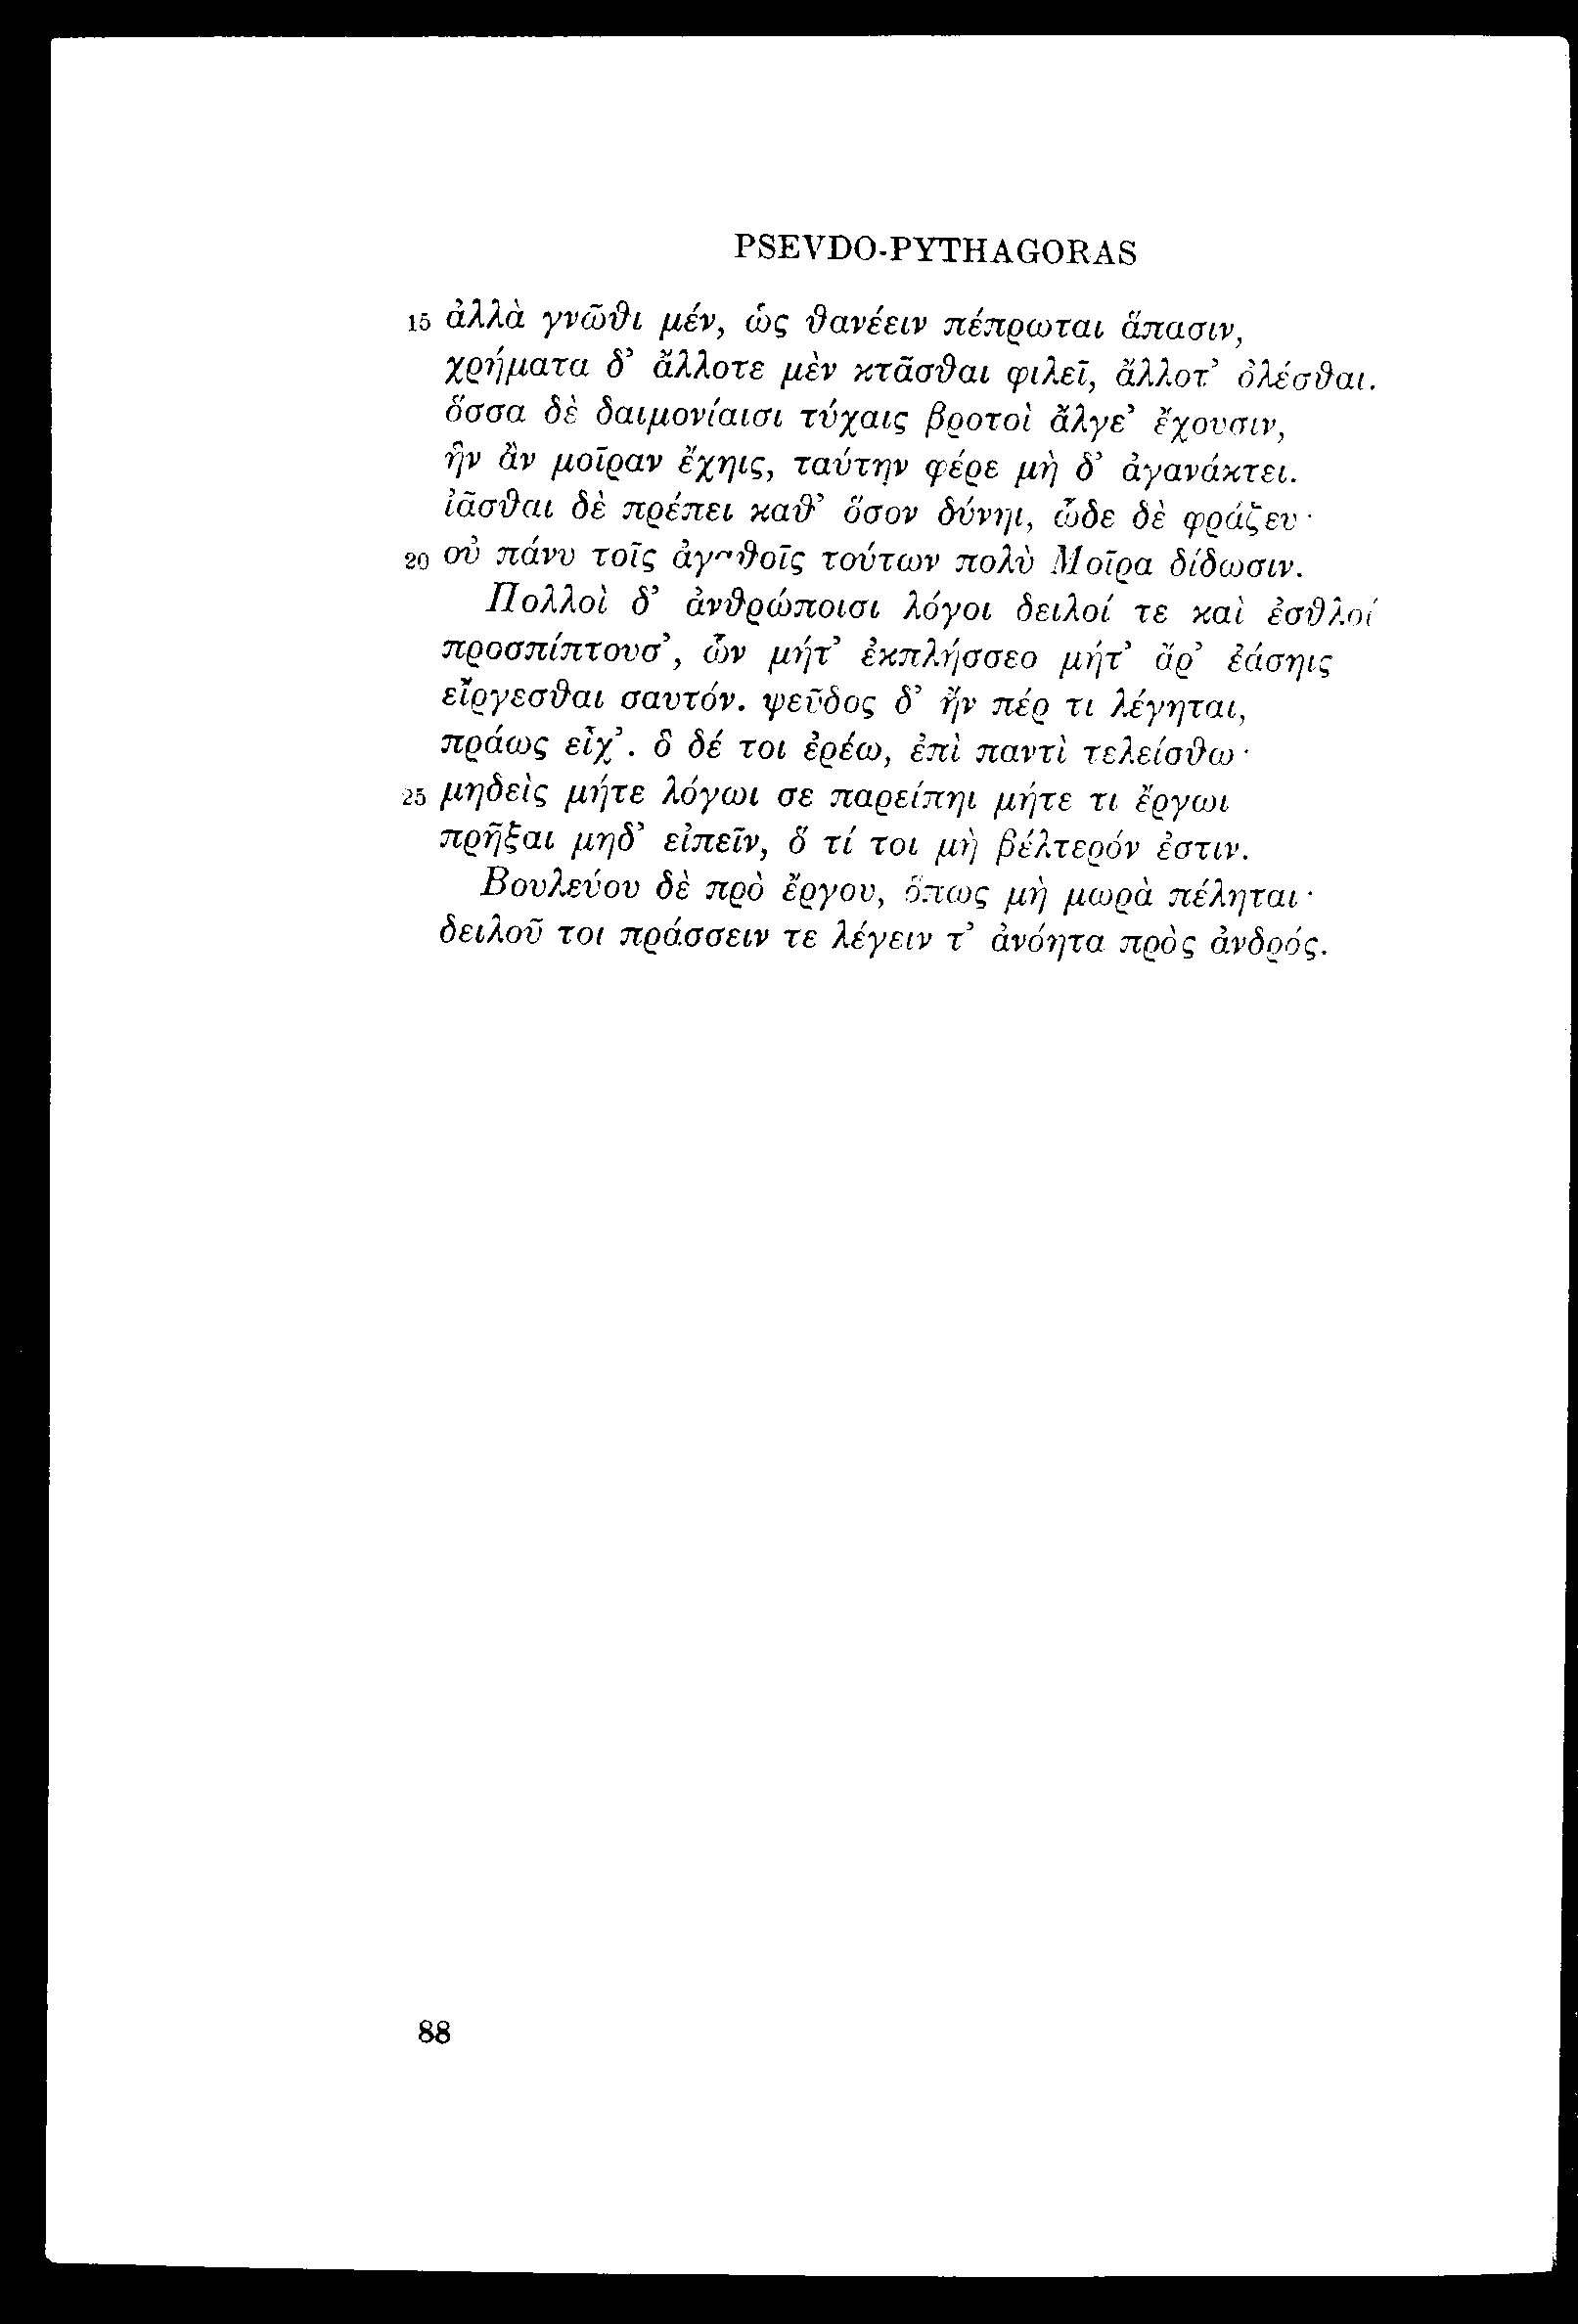 PSEVDO-PYTHAGORAS
15 ἀλλὰ γνῶθι μέν, ὡς θανέειν πέπρωται ἅπασιν,
χρήματα δ’ ἄλλοτε μὲν κτᾶσθαι φιλεῖ, ἄλλοτ’ ὀλέσθαι.
ὅσσα δὲ δαιμονίαισι τύχαις βροτοὶ ἄλγε’ ἔχουσιν,
ἣν ἂν μοῖραν ἔχηις, ταύτην φέρε μὴ δ’ ἀγανάκτει.
ἰᾶσθαι δὲ πρέπει καθ’ ὅσον δύνηι, ὧδε δὲ φράζευ·
20 οὐ πάνυ τοῖς ἀγαθοῖς τούτων πολὺ Μοῖρα δίδωσιν.
Πολλοὶ δ’ ἀνθρώποισι λόγοι δειλοί τε καὶ ἐσθλοί
προσπίπτουσ’, ὧν μήτ’ ἐκπλήσσεο μήτ’ ἄρ’ ἐάσηις
εἴργεσθαι σαυτόν. ψεῦδος δ’ ἤν πέρ τι λέγηται,
πράως εἶχ’. ὃ δέ τοι ἐρέω, ἐπὶ παντὶ τελείσθω·
25 μηδεὶς μήτε λόγωι σε παρείπηι μήτε τι ἔργωι
πρῆξαι μηδ’ εἰπεῖν, ὅ τί τοι μὴ βέλτερόν ἐστιν.
Βουλεύου δὲ πρὸ ἔργου, ὅπως μὴ μωρὰ πέληται·
δειλοῦ τοι πράσσειν τε λέγειν τ’ ἀνόητα πρὸς ἀνδρός.
88